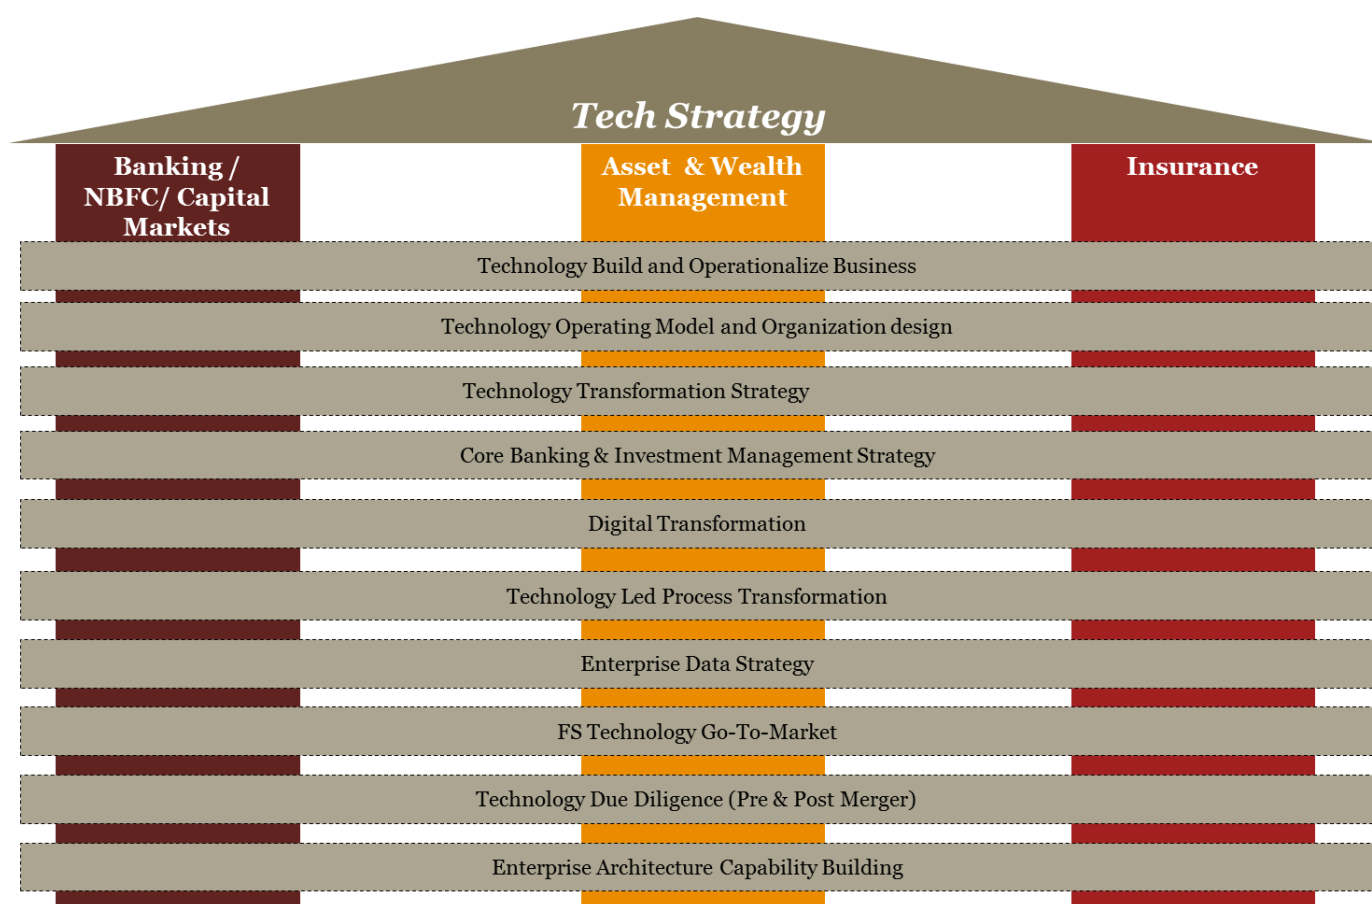 Tech Strategy
Banking /
NBFC/ Capital
Markets
Asset & Wealth
Management
Insurance
Technology Build and Operationalize Business
Technology Operating Model and Organization design
Technology Transformation Strategy
Core Banking & Investment Management Strategy
Digital Transformation
Technology Led Process Transformation
Enterprise Data Strategy
FS Technology Go-To-Market
Technology Due Diligence (Pre & Post Merger)
Enterprise Architecture Capability Building